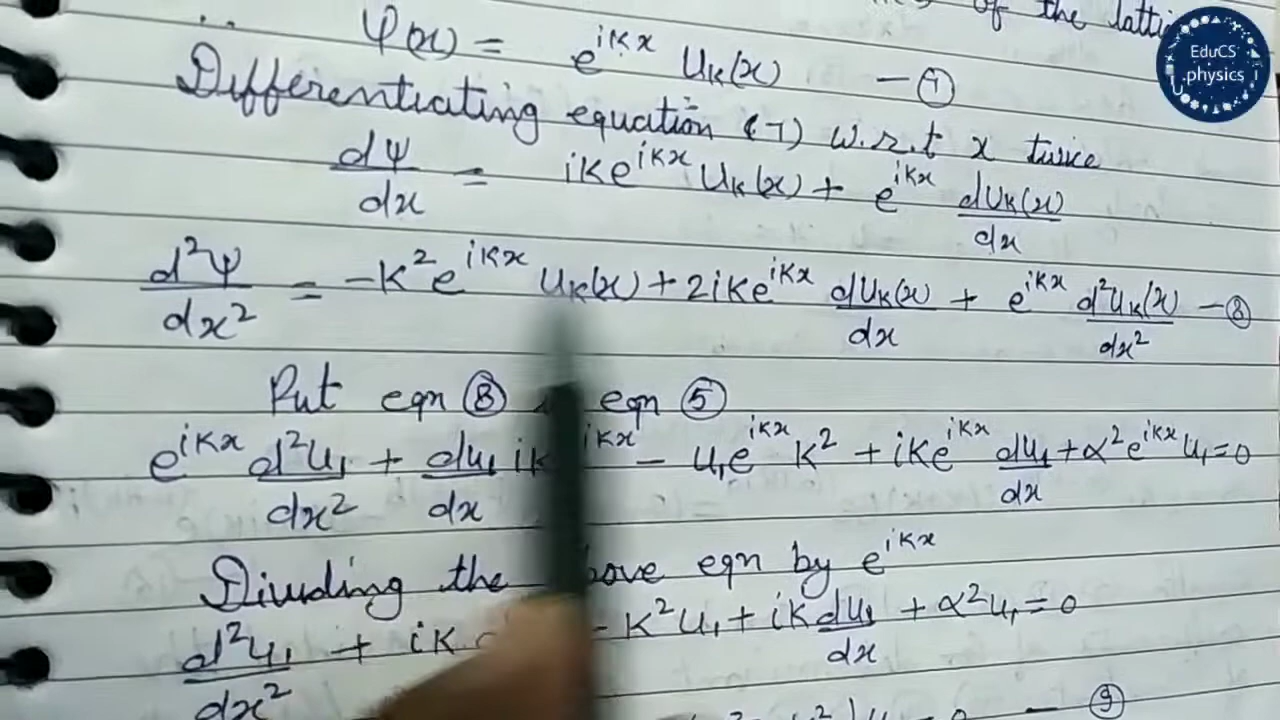 of the latti
EduCS
physics
Ψ(x) = e^{ikx} U_k(x) — ⑦
Differentiating equation (7) w.r.t x twice
dΨ/dx = ike^{ikx} U_k(x) + e^{ikx} dU_k(x)/dx
d²Ψ/dx² = -k²e^{ikx} U_k(x) + 2ike^{ikx} dU_k(x)/dx + e^{ikx} d²U_k(x)/dx² — ⑧
Put eqn ⑧ eqn ⑤
e^{ikx} d²u₁/dx² + du₁/dx ik ^{ikx} - u₁e^{ikx} k² + ike^{ikx} du₁/dx + α²e^{ikx} u₁ = 0
Dividing the above eqn by e^{ikx}
d²u₁/dx² + ik - k²u₁ + ik du₁/dx + α²u₁ = 0
= 0 — ⑨